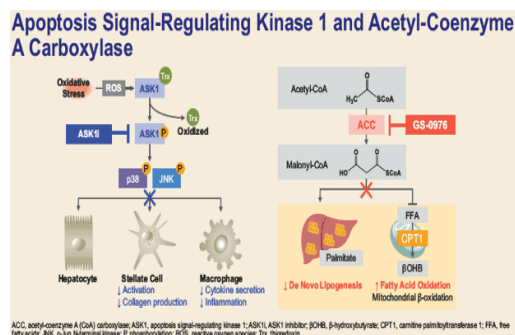 Apoptosis Signal-Regulating Kinase 1 and Acetyl-Coenzyme
A Carboxylase
Oxidative
Stress
ROS
ASK1
Trx
Trx
Oxidized
ASK1i
ASK1
P
P
P
p38
JNK
Hepatocyte
Stellate Cell
↓ Activation
↓ Collagen production
Macrophage
↓ Cytokine secretion
↓ Inflammation
Acetyl-CoA
O
H₃C
SCoA
ACC
GS-0976
Malonyl-CoA
O
O
HO
SCoA
Palmitate
↓ De Novo Lipogenesis
FFA
CPT1
βOHB
↑ Fatty Acid Oxidation
Mitochondrial β-oxidation
ACC, acetyl-coenzyme A (CoA) carboxylase; ASK1, apoptosis signal-regulating kinase 1; ASK1i, ASK1 inhibitor; βOHB, β-hydroxybutyrate; CPT1, carnitine palmitoyltransferase 1; FFA, free
fatty acids; JNK, c-Jun N-terminal kinase; P, phosphorylation; ROS, reactive oxygen species; Trx, thioredoxin.